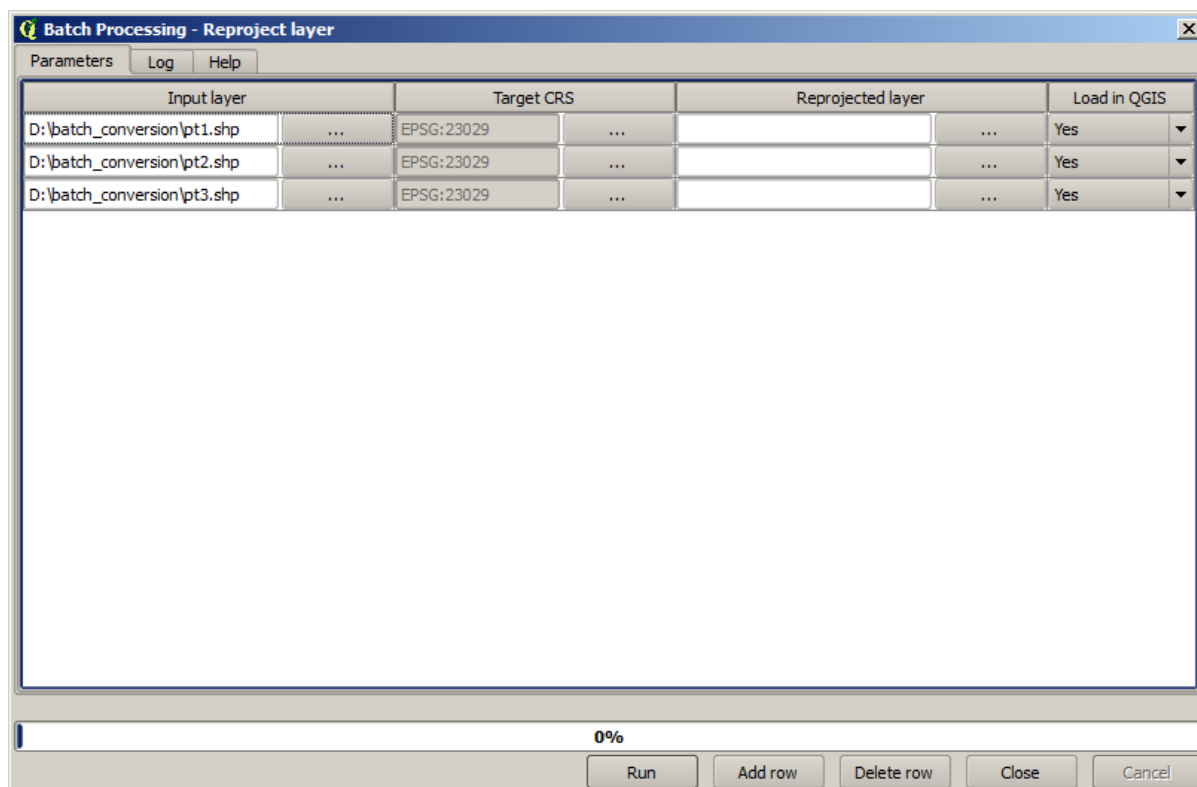 Batch Processing - Reproject layer
Parameters Log Help
Input layer Target CRS Reprojected layer Load in QGIS
D:\batch_conversion\pt1.shp ... EPSG:23029 ... ... Yes
D:\batch_conversion\pt2.shp ... EPSG:23029 ... ... Yes
D:\batch_conversion\pt3.shp ... EPSG:23029 ... ... Yes
0%
Run Add row Delete row Close Cancel